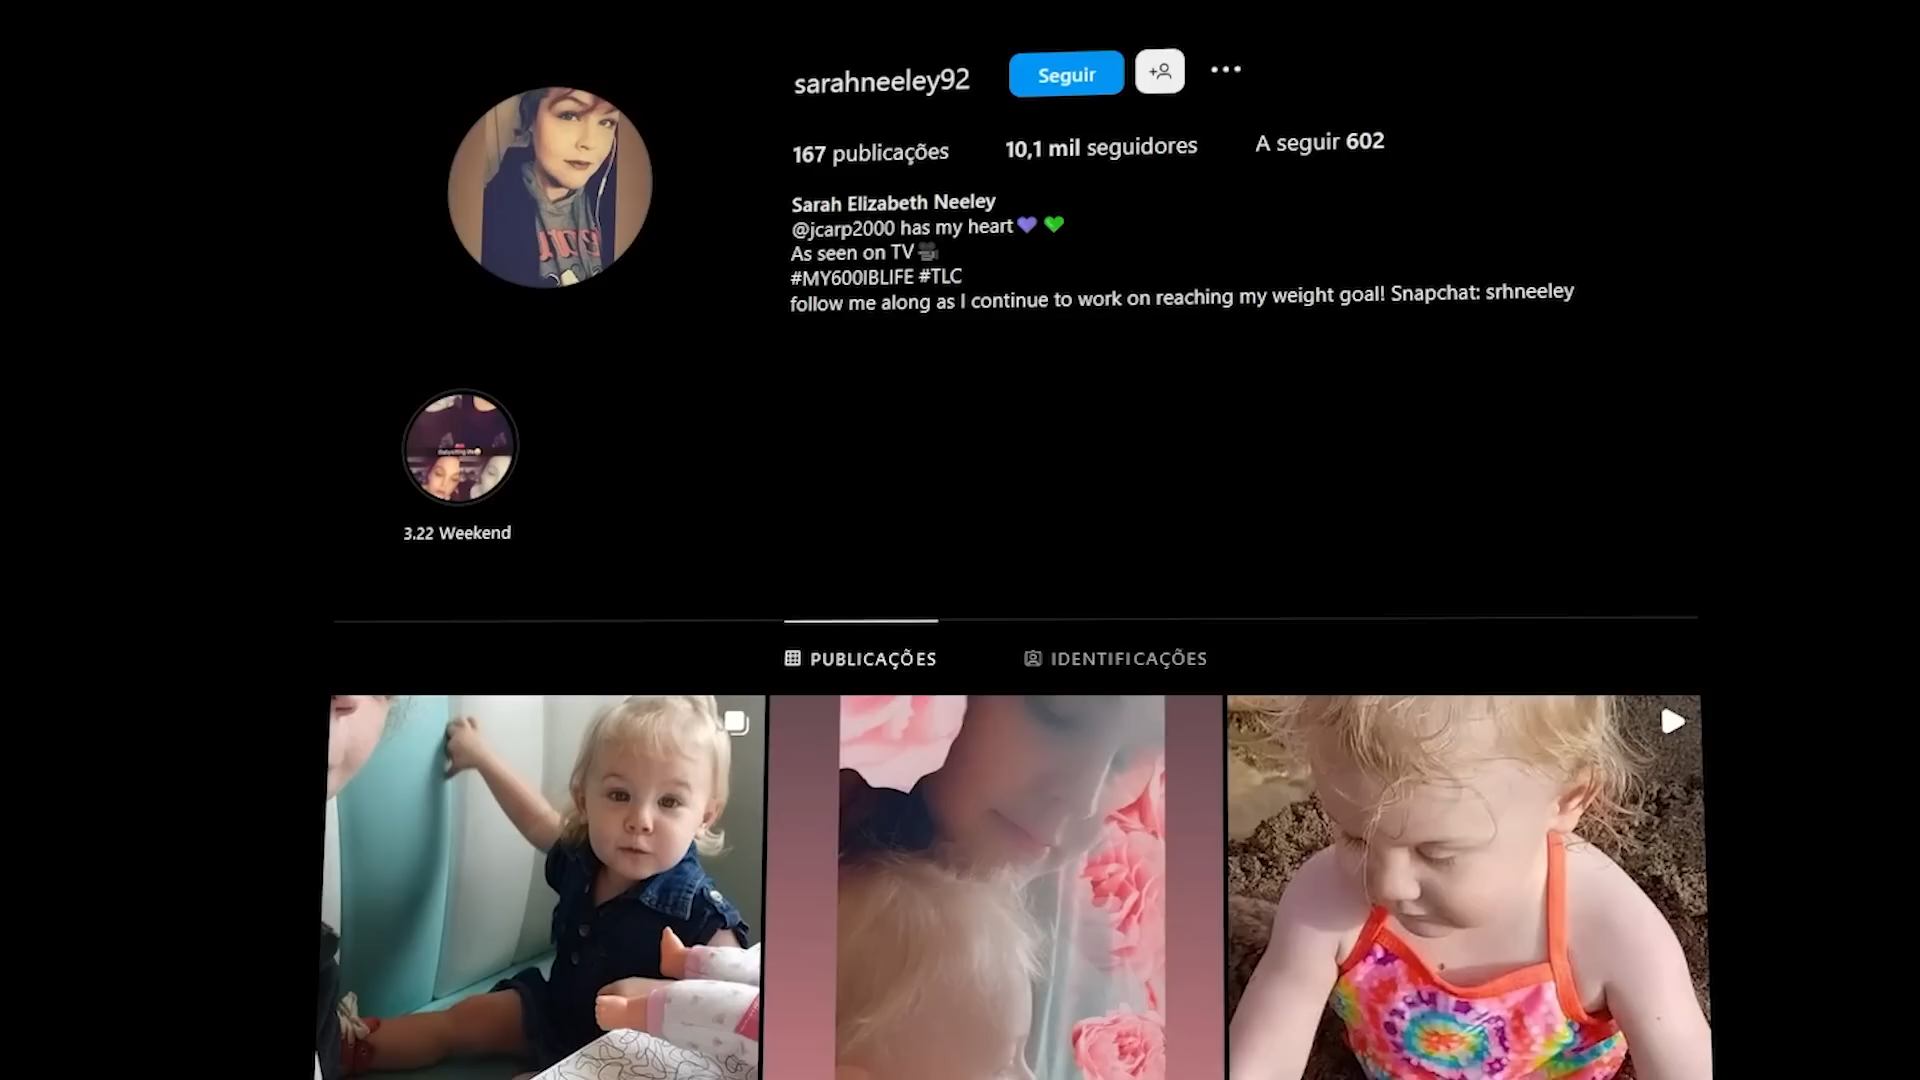 sarahneeley92
Seguir
167 publicações
10,1 mil seguidores
A seguir 602
Sarah Elizabeth Neeley
@jcarp2000 has my heart💜 💚
As seen on TV🎥
#MY600IBLIFE #TLC
follow me along as I continue to work on reaching my weight goal! Snapchat: srhneeley
3.22 Weekend
PUBLICAÇÕES
IDENTIFICAÇÕES